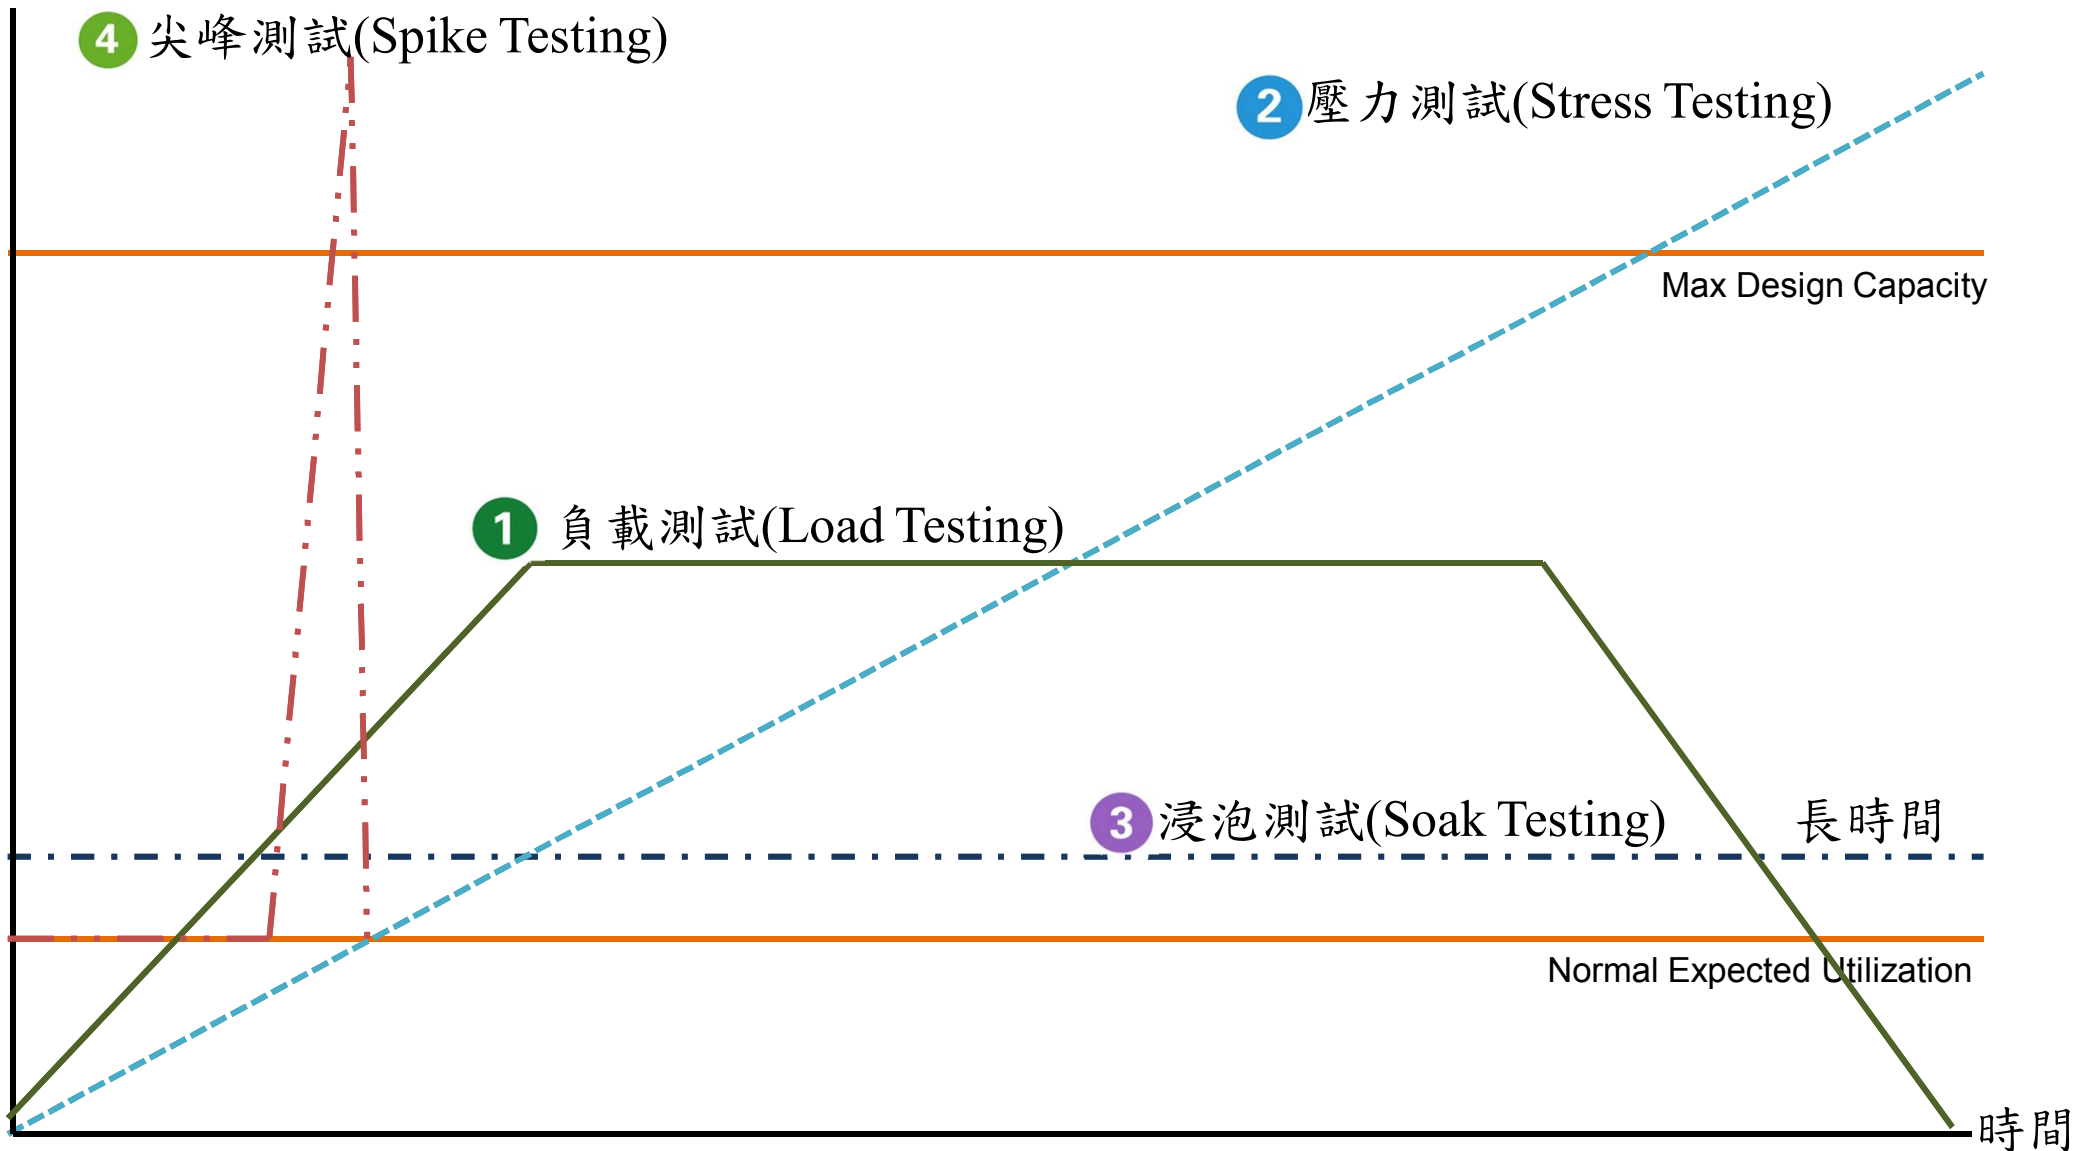 4 尖峰測試(Spike Testing)
2 壓力測試(Stress Testing)
Max Design Capacity
1 負載測試(Load Testing)
3 浸泡測試(Soak Testing) 長時間
Normal Expected Utilization
時間